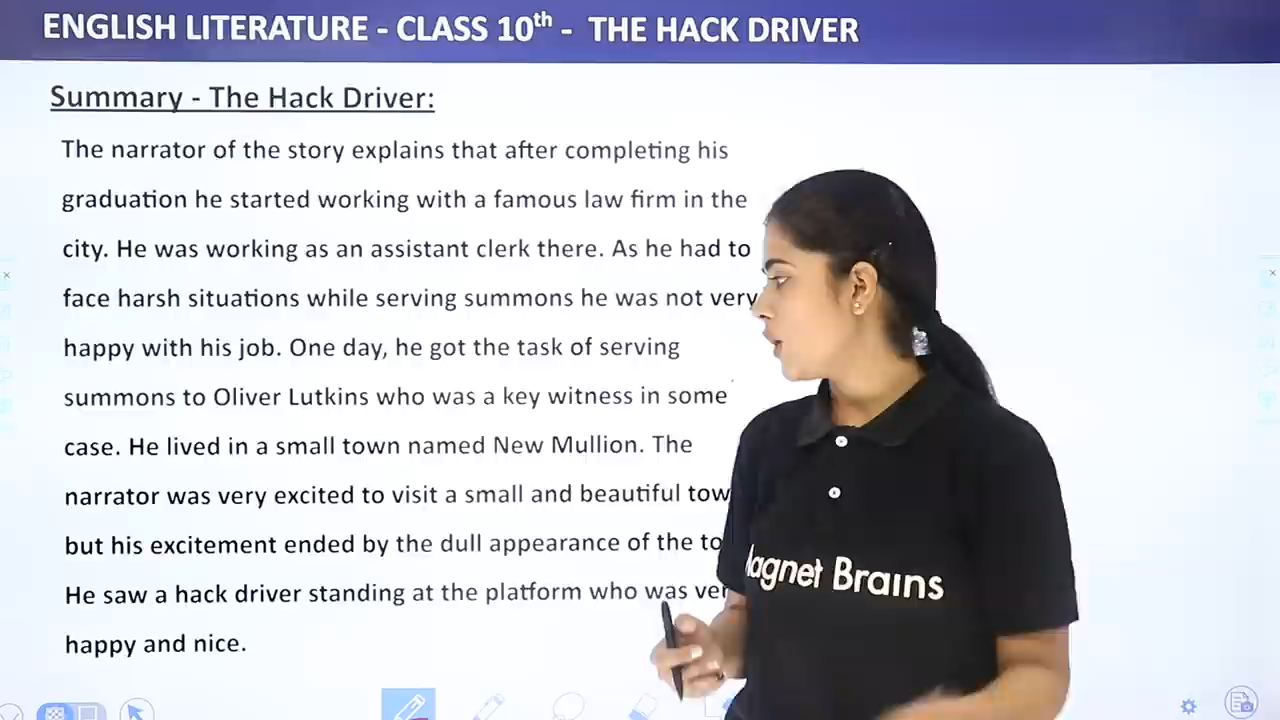 ENGLISH LITERATURE - CLASS 10th - THE HACK DRIVER
Summary - The Hack Driver:
The narrator of the story explains that after completing his
graduation he started working with a famous law firm in the
city. He was working as an assistant clerk there. As he had to
face harsh situations while serving summons he was not very
happy with his job. One day, he got the task of serving
summons to Oliver Lutkins who was a key witness in some
case. He lived in a small town named New Mullion. The
narrator was very excited to visit a small and beautiful
but his excitement ended by the dull appearance of the
He saw a hack driver standing at the platform who was
happy and nice.
Magnet Brains